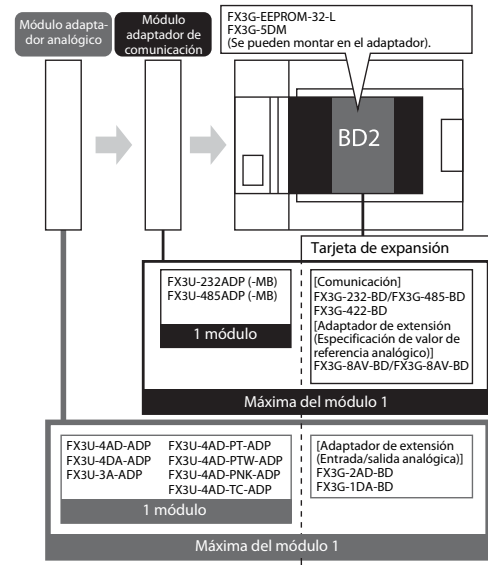 Módulo adapta-
dor analógico
Módulo
adaptador de
comunicación
FX3G-EEPROM-32-L
FX3G-5DM
(Se pueden montar en el adaptador).
BD2
Tarjeta de expansión
FX3U-232ADP (-MB)
FX3U-485ADP (-MB)
1 módulo
[Comunicación]
FX3G-232-BD/FX3G-485-BD
FX3G-422-BD
[Adaptador de extensión
(Especificación de valor de
referencia analógico)]
FX3G-8AV-BD/FX3G-8AV-BD
Máxima del módulo 1
FX3U-4AD-ADP
FX3U-4DA-ADP
FX3U-3A-ADP
FX3U-4AD-PT-ADP
FX3U-4AD-PTW-ADP
FX3U-4AD-PNK-ADP
FX3U-4AD-TC-ADP
1 módulo
[Adaptador de extensión
(Entrada/salida analógica)]
FX3G-2AD-BD
FX3G-1DA-BD
Máxima del módulo 1